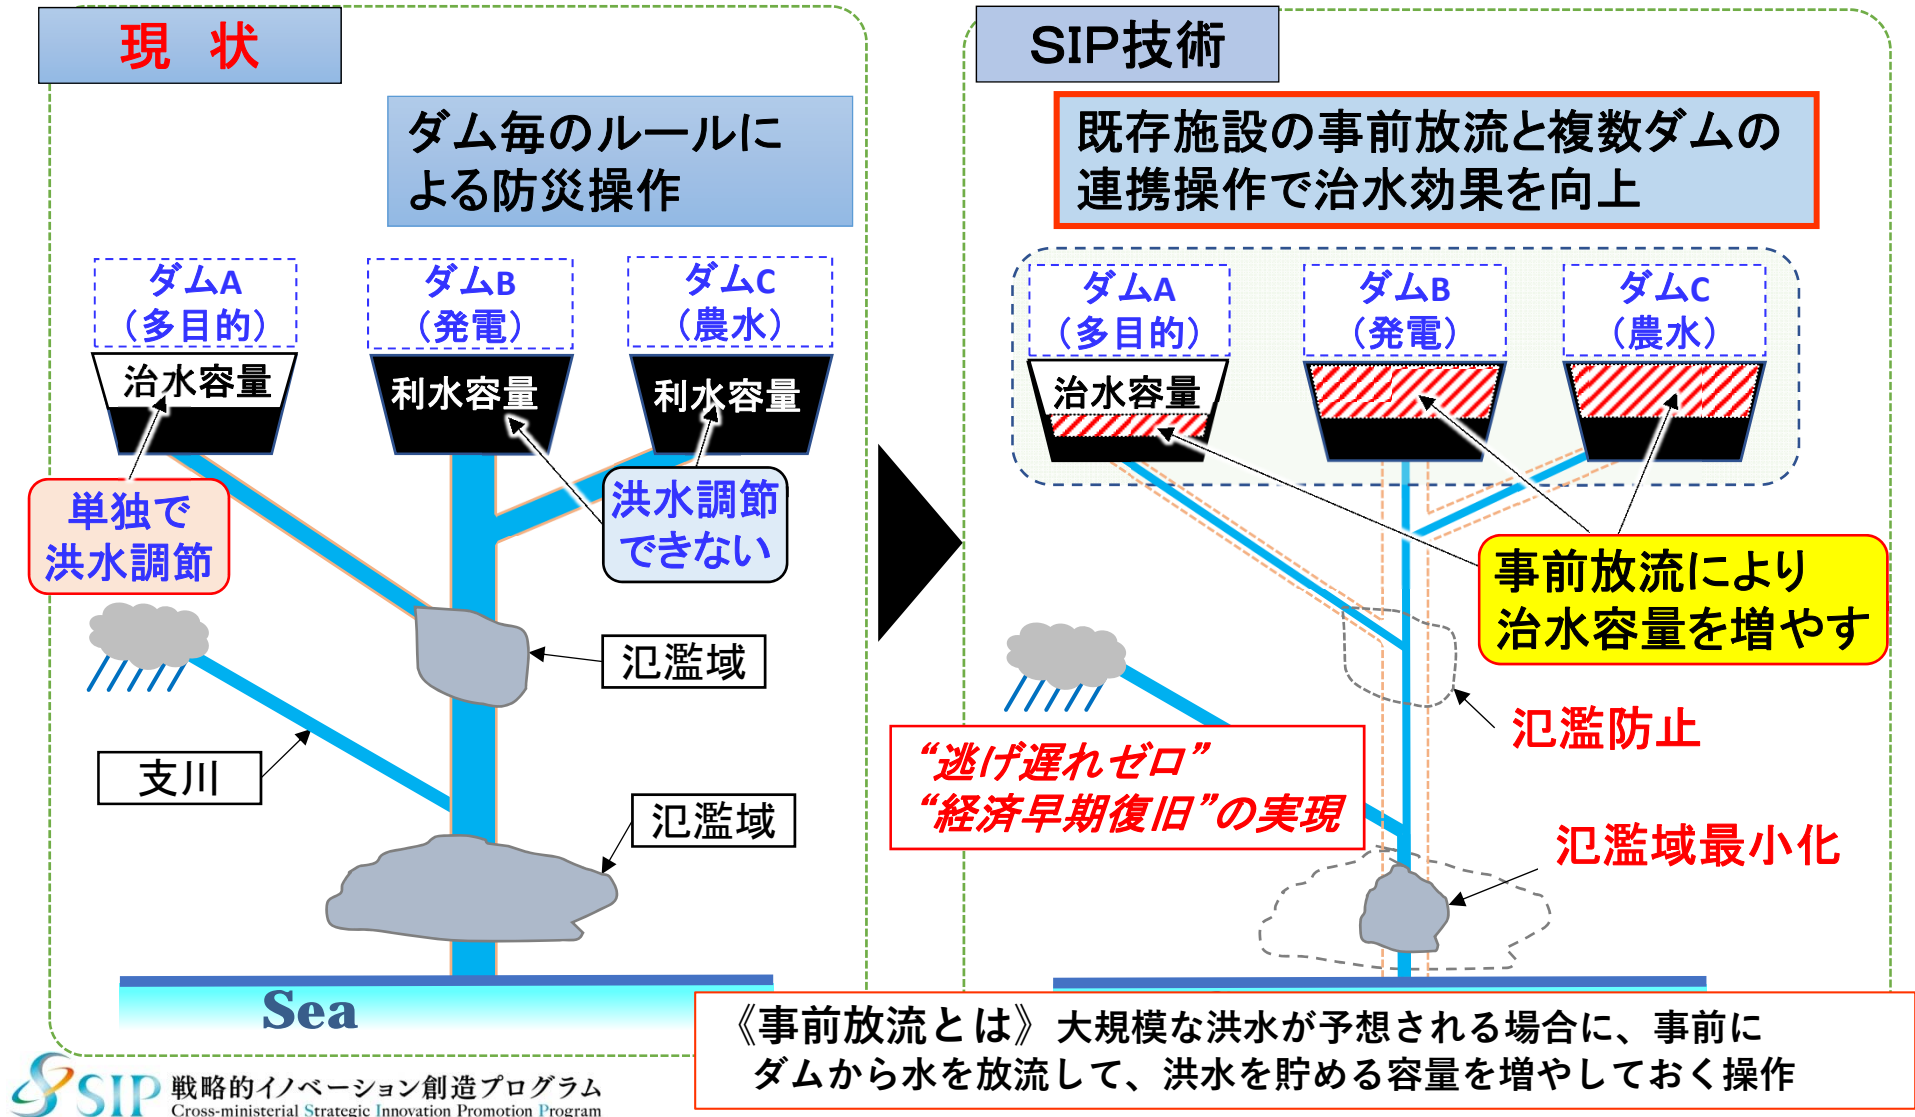 現 状
ダム毎のルールに
よる防災操作
ダムA
（多目的）
ダムB
（発電）
ダムC
（農水）
治水容量
利水容量
利水容量
単独で
洪水調節
洪水調節
できない
氾濫域
支川
氾濫域
Sea
SIP技術
既存施設の事前放流と複数ダムの
連携操作で治水効果を向上
ダムA
（多目的）
ダムB
（発電）
ダムC
（農水）
治水容量
事前放流により
治水容量を増やす
氾濫防止
“逃げ遅れゼロ”
“経済早期復旧”の実現
氾濫域最小化
《事前放流とは》大規模な洪水が予想される場合に、事前に
ダムから水を放流して、洪水を貯める容量を増やしておく操作
SIP 戦略的イノベーション創造プログラム
Cross-ministerial Strategic Innovation Promotion Program